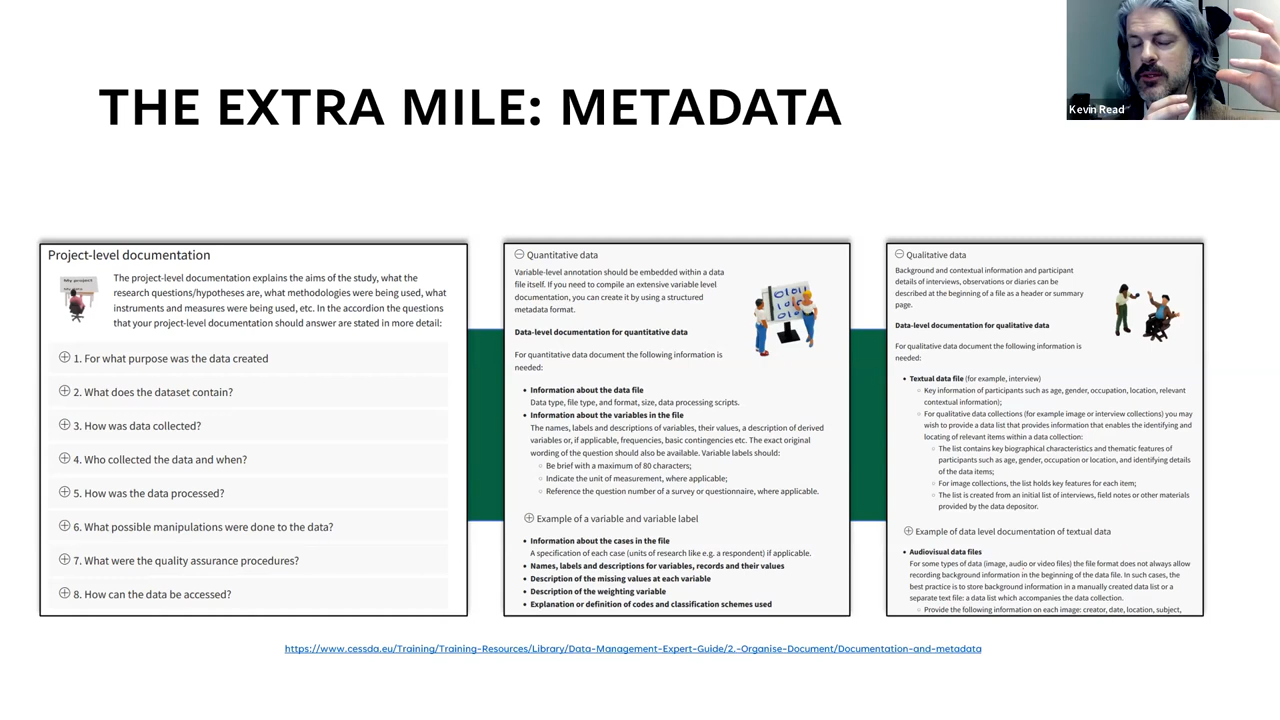 THE EXTRA MILE: METADATA
Kevin Read
Project-level documentation
The project-level documentation explains the aims of the study, what the
research questions/hypotheses are, what methodologies were being used, what
instruments and measures were being used, etc. In the accordion the questions
that your project-level documentation should answer are stated in more detail:
1. For what purpose was the data created
2. What does the dataset contain?
3. How was data collected?
4. Who collected the data and when?
5. How was the data processed?
6. What possible manipulations were done to the data?
7. What were the quality assurance procedures?
8. How can the data be accessed?
Quantitative data
Variable-level annotation should be embedded within a data
file itself. If you need to compile an extensive variable level
documentation, you can create it by using a structured
metadata format.
Data-level documentation for quantitative data
For quantitative data document the following information is
needed:
• Information about the data file
Data type, file type, and format, size, data processing scripts.
• Information about the variables in the file
The names, labels and descriptions of variables, their values, a description of derived
variables or, if applicable, frequencies, basic contingencies etc. The exact original
wording of the question should also be available. Variable labels should:
○ Be brief with a maximum of 80 characters;
○ Indicate the unit of measurement, where applicable;
○ Reference the question number of a survey or questionnaire, where applicable.
Example of a variable and variable label
• Information about the cases in the file
A specification of each case (units of research like e.g. a respondent) if applicable.
• Names, labels and descriptions for variables, records and their values
• Description of the missing values at each variable
• Description of the weighting variable
• Explanation or definition of codes and classification schemes used
Qualitative data
Background and contextual information and participant
details of interviews, observations or diaries can be
described at the beginning of a file as a header or summary
page.
Data-level documentation for qualitative data
For qualitative data document the following information is
needed:
• Textual data file (for example, interview)
○ Key information of participants such as age, gender, occupation, location, relevant
contextual information);
○ For qualitative data collections (for example image or interview collections) you may
wish to provide a data list that provides information that enables the identifying and
locating of relevant items within a data collection:
○ The list contains key biographical characteristics and thematic features of
participants such as age, gender, occupation or location, and identifying details
of the data items;
○ For image collections, the list holds key features for each item;
○ The list is created from an initial list of interviews, field notes or other materials
provided by the data depositor.
Example of data level documentation of textual data
• Audiovisual data files
For some types of data (image, audio or video files) the file format does not always allow
recording background information in the beginning of the data file. In such cases, the
best practice is to store background information in a manually created data list or a
separate text file: a data list which accompanies the data collection.
○ Provide the following information on each image: creator, date, location, subject,
https://www.cessda.eu/Training/Training-Resources/Library/Data-Management-Expert-Guide/2.-Organise-Document/Documentation-and-metadata